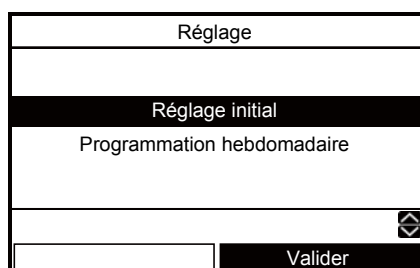 Réglage
Réglage initial
Programmation hebdomadaire
Valider